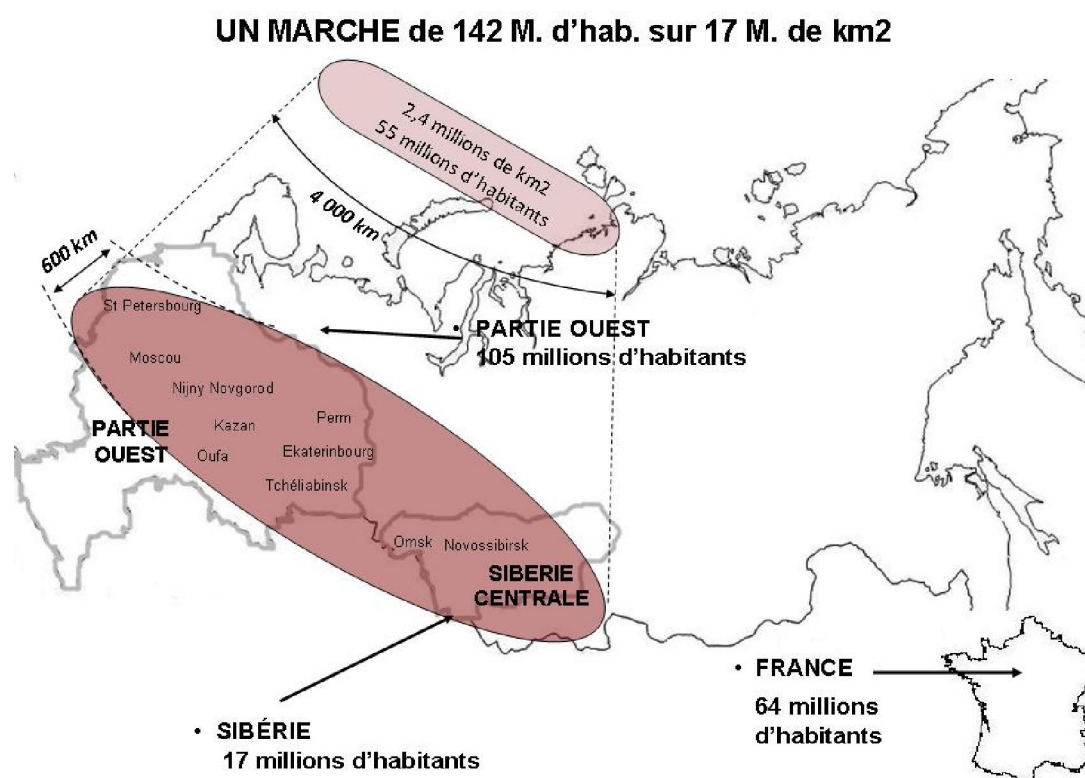 UN MARCHE de 142 M. d'hab. sur 17 M. de km2
2,4 millions de km2
55 millions d'habitants
4 000 km
600 km
St Petersbourg
• PARTIE OUEST
105 millions d'habitants
Moscou
Nijny Novgorod
Kazan
Perm
PARTIE
OUEST
Oufa
Ekaterinbourg
Tchéliabinsk
Omsk
Novossibirsk
SIBERIE
CENTRALE
• FRANCE
64 millions
d'habitants
• SIBÉRIE
17 millions d'habitants